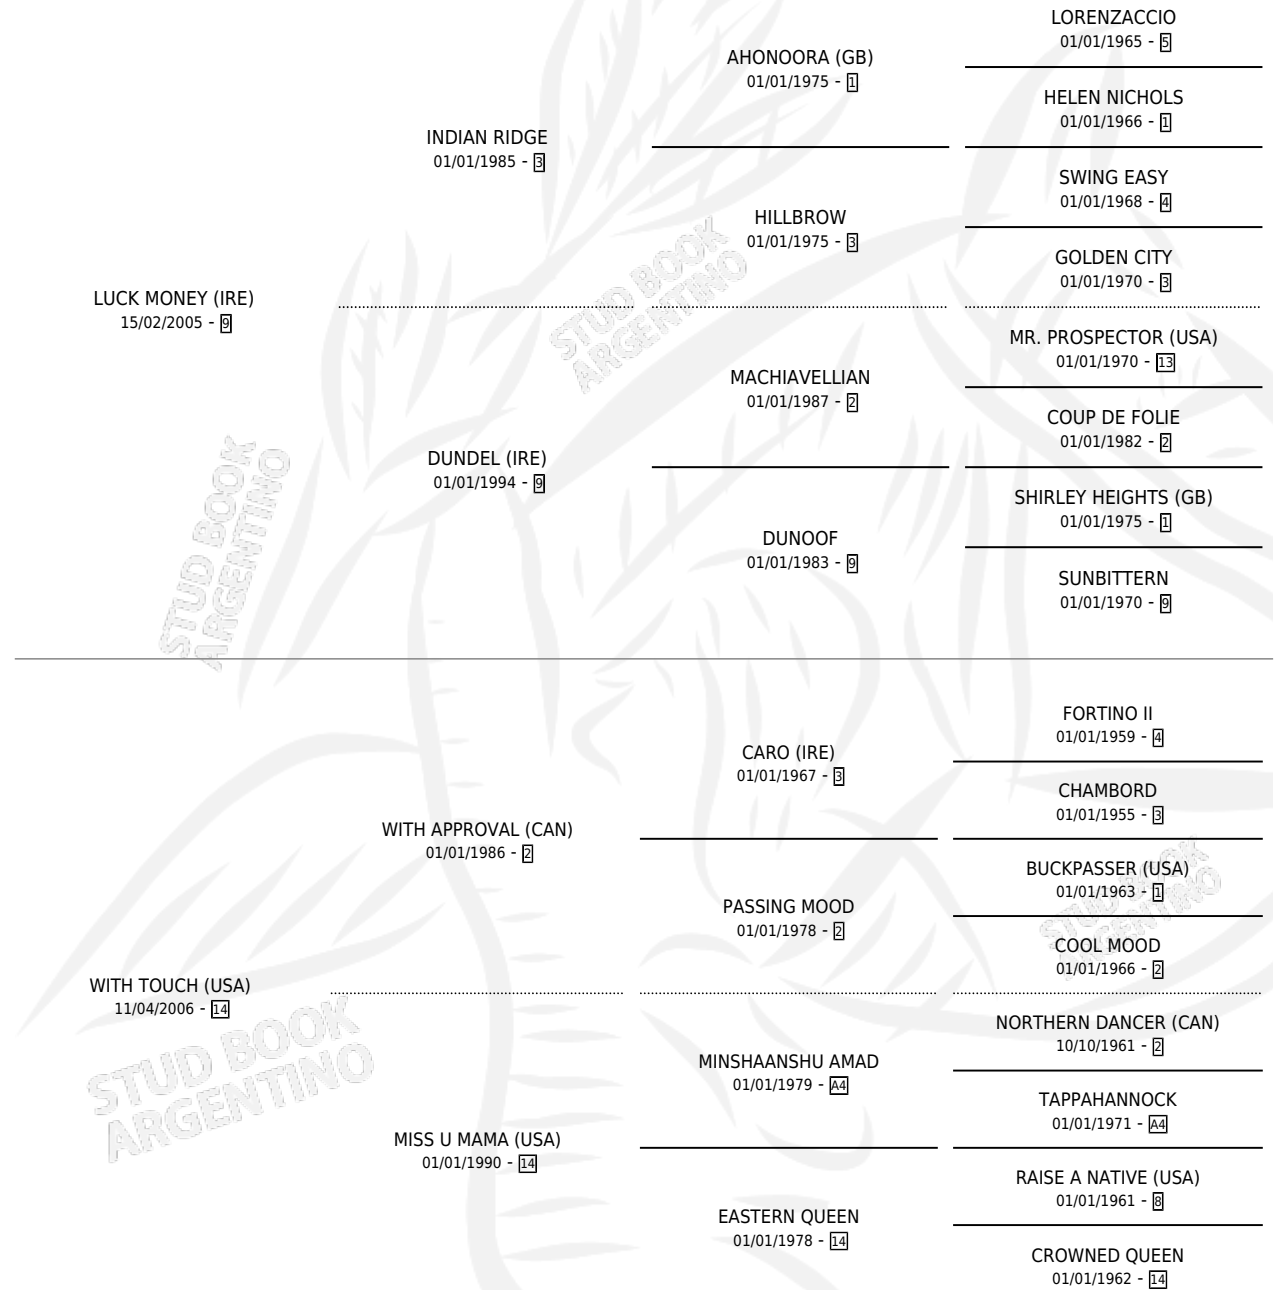 LORENZACCIO
01/01/1965 - 5
AHONOORA (GB)
01/01/1975 - 1
HELEN NICHOLS
01/01/1966 - 1
INDIAN RIDGE
01/01/1985 - 3
SWING EASY
01/01/1968 - 4
HILLBROW
01/01/1975 - 3
GOLDEN CITY
01/01/1970 - 3
LUCK MONEY (IRE)
15/02/2005 - 9
MR. PROSPECTOR (USA)
01/01/1970 - 13
MACHIAVELLIAN
01/01/1987 - 2
COUP DE FOLIE
01/01/1982 - 2
DUNDEL (IRE)
01/01/1994 - 9
SHIRLEY HEIGHTS (GB)
01/01/1975 - 1
DUNOOF
01/01/1983 - 9
SUNBITTERN
01/01/1970 - 9
FORTINO II
01/01/1959 - 4
CARO (IRE)
01/01/1967 - 3
CHAMBORD
01/01/1955 - 3
WITH APPROVAL (CAN)
01/01/1986 - 2
BUCKPASSER (USA)
01/01/1963 - 1
PASSING MOOD
01/01/1978 - 2
COOL MOOD
01/01/1966 - 2
WITH TOUCH (USA)
11/04/2006 - 14
NORTHERN DANCER (CAN)
10/10/1961 - 2
MINSHAANSHU AMAD
01/01/1979 - A4
TAPPAHANNOCK
01/01/1971 - A4
MISS U MAMA (USA)
01/01/1990 - 14
RAISE A NATIVE (USA)
01/01/1961 - 8
EASTERN QUEEN
01/01/1978 - 14
CROWNED QUEEN
01/01/1962 - 14
STUD BOOK
ARGENTINO
STUD BOOK
ARGENTINO
STUD BOOK
ARGENTINO
STUD BOOK
ARGENTINO